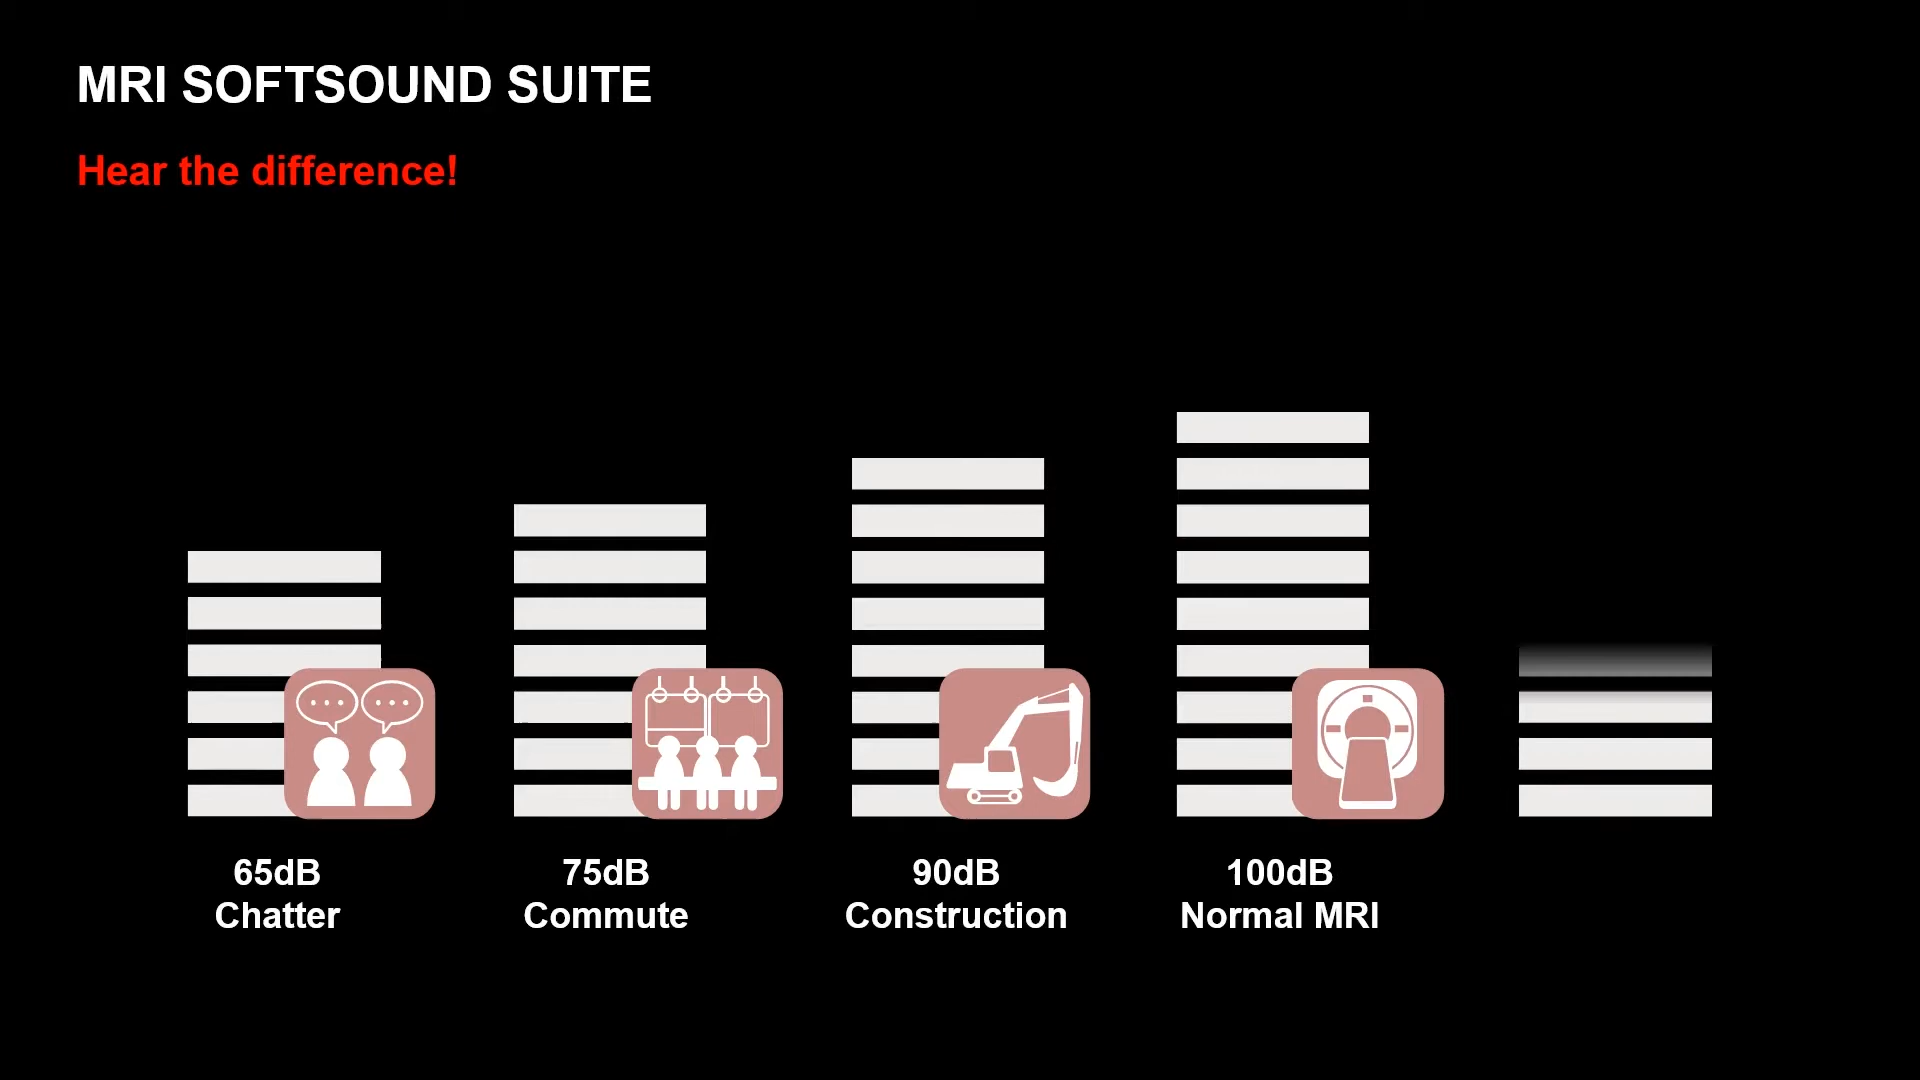 MRI SOFTSOUND SUITE
Hear the difference!
65dB
Chatter
75dB
Commute
90dB
Construction
100dB
Normal MRI